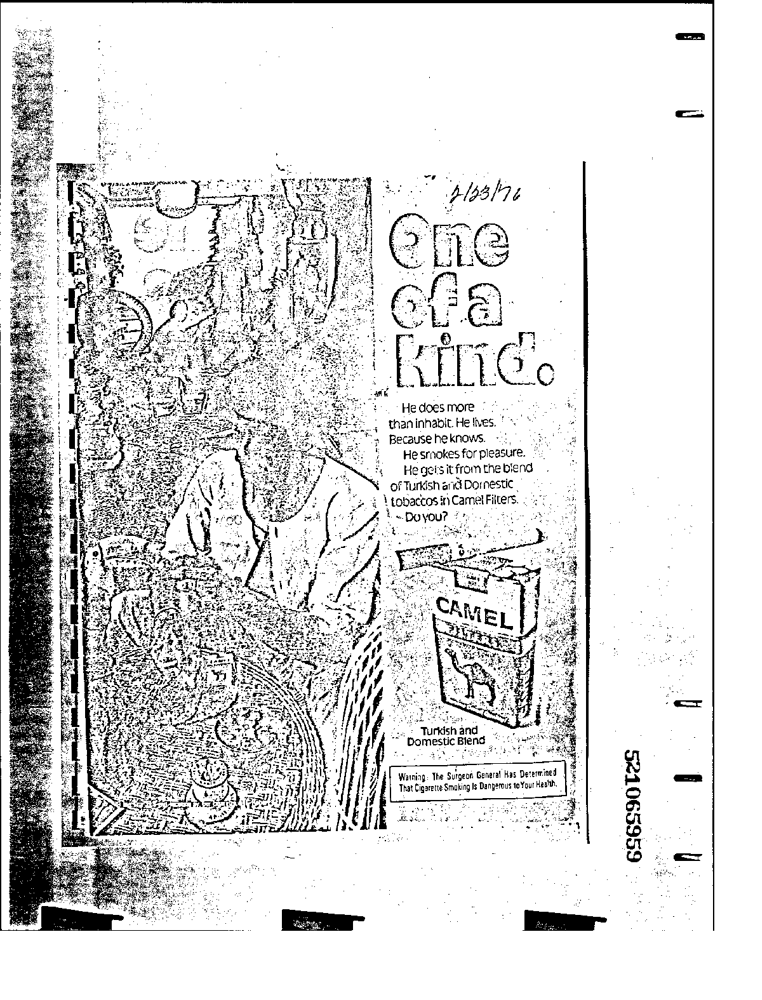 2/23/76
One
of a
kind.
He does more
than inhabit. He lives.
Because he knows.
He smokes for pleasure.
He gets it from the blend
of Turkish and Domestic
tobaccos in Camel Filters.
Do you?
CAMEL
FILTERS
Turkish and
Domestic Blend
Warning: The Surgeon General Has Determined
That Cigarette Smoking Is Dangerous to Your Health.
521065959